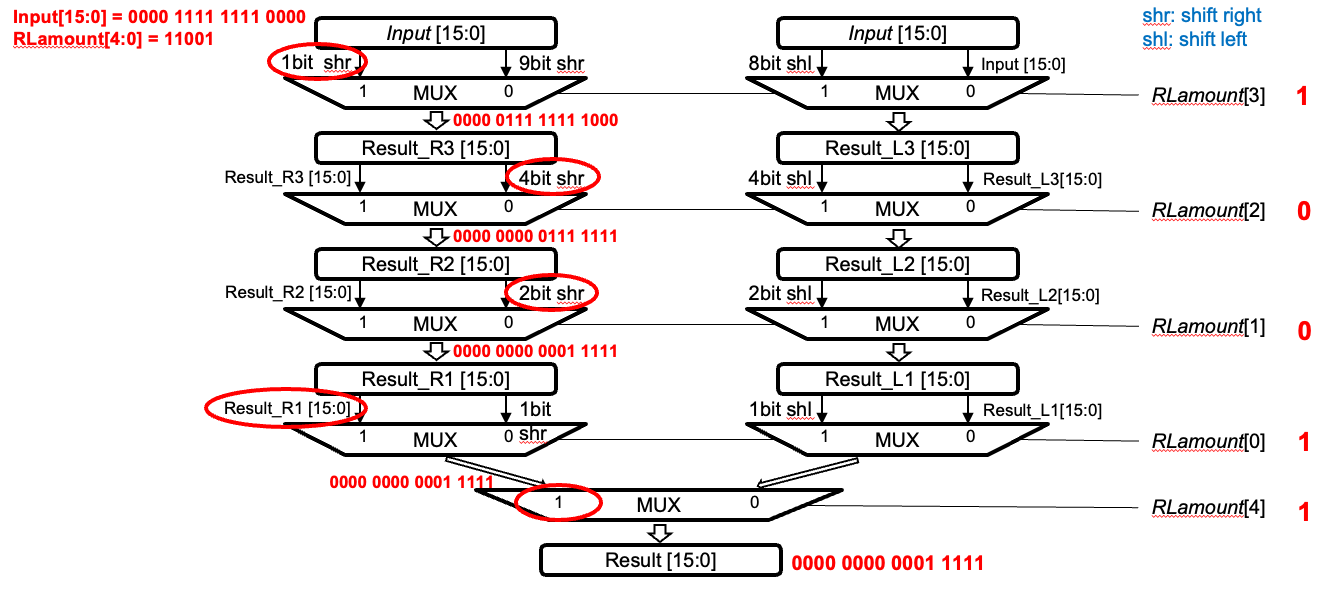 Input[15:0] = 0000 1111 1111 0000
RLamount[4:0] = 11001
shr: shift right
shl: shift left
Input [15:0]
Input [15:0]
1bit shr
9bit shr
8bit shl
Input [15:0]
1 MUX 0
1 MUX 0
RLamount[3] 1
0000 0111 1111 1000
Result_R3 [15:0]
Result_L3 [15:0]
Result_R3 [15:0]
4bit shr
4bit shl
Result_L3[15:0]
1 MUX 0
1 MUX 0
RLamount[2] 0
0000 0000 0111 1111
Result_R2 [15:0]
Result_L2 [15:0]
Result_R2 [15:0]
2bit shr
2bit shl
Result_L2[15:0]
1 MUX 0
1 MUX 0
RLamount[1] 0
0000 0000 0001 1111
Result_R1 [15:0]
Result_L1 [15:0]
Result_R1 [15:0]
1bit
shr
1bit shl
Result_L1[15:0]
1 MUX 0
1 MUX 0
RLamount[0] 1
0000 0000 0001 1111
1 MUX 0
RLamount[4] 1
Result [15:0]
0000 0000 0001 1111